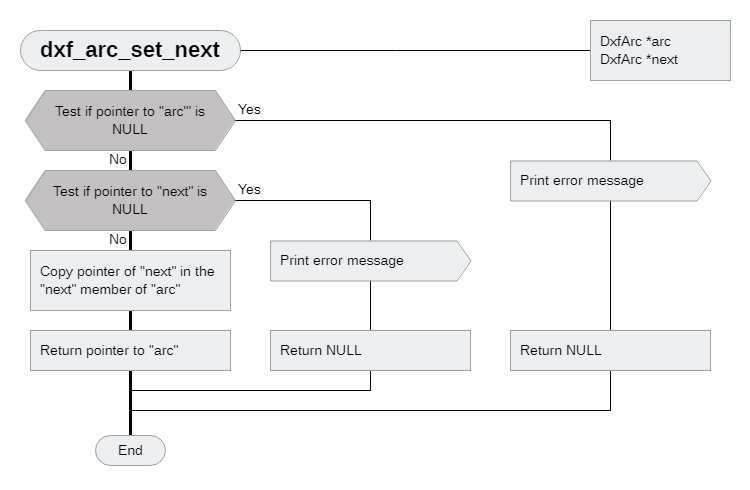 dxf_arc_set_next
DxfArc *arc
DxfArc *next
Test if pointer to "arc'" is
NULL
Yes
No
Print error message
Test if pointer to "next" is
NULL
Yes
No
Print error message
Copy pointer of "next" in the
"next" member of "arc"
Return pointer to "arc"
Return NULL
Return NULL
End